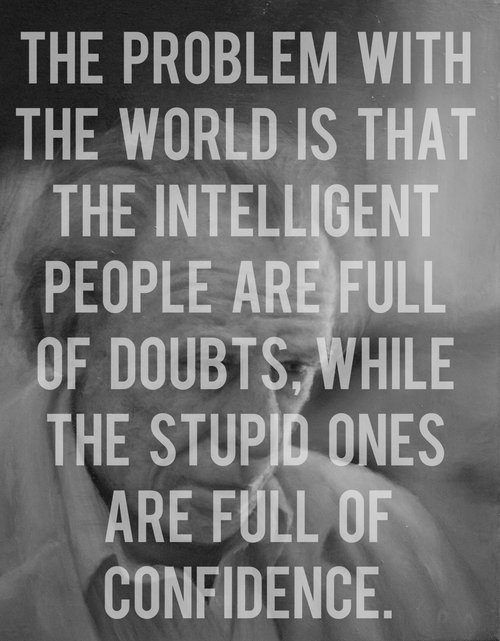 THE PROBLEM WITH
THE WORLD IS THAT
THE INTELLIGENT
PEOPLE ARE FULL
OF DOUBTS, WHILE
THE STUPID ONES
ARE FULL OF
CONFIDENCE.